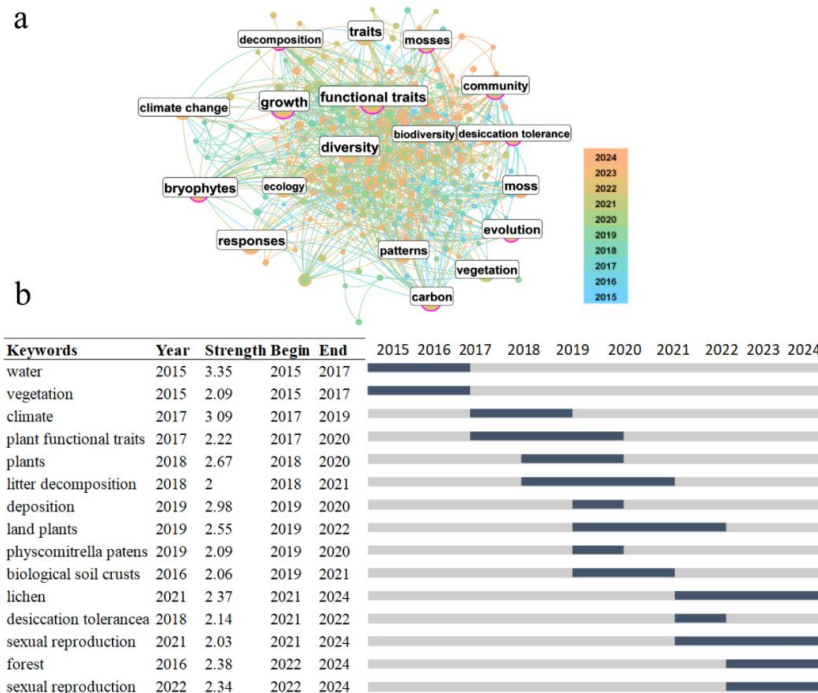 a
decomposition
traits
mosses
functional traits
community
climate change
growth
biodiversity
desiccation tolerance
diversity
bryophytes
ecology
moss
responses
patterns
evolution
vegetation
carbon
2024
2023
2022
2021
2020
2019
2018
2017
2016
2015
b
Keywords Year Strength Begin End 2015 2016 2017 2018 2019 2020 2021 2022 2023 2024
water 2015 3.35 2015 2017
vegetation 2015 2.09 2015 2017
climate 2017 3 09 2017 2019
plant functional traits 2017 2.22 2017 2020
plants 2018 2.67 2018 2020
litter decomposition 2018 2 2018 2021
deposition 2019 2.98 2019 2020
land plants 2019 2.55 2019 2022
physcomitrella patens 2019 2.09 2019 2020
biological soil crusts 2016 2.06 2019 2021
lichen 2021 2.37 2021 2024
desiccation tolerancea 2018 2.14 2021 2022
sexual reproduction 2021 2.03 2021 2024
forest 2016 2.38 2022 2024
sexual reproduction 2022 2.34 2022 2024